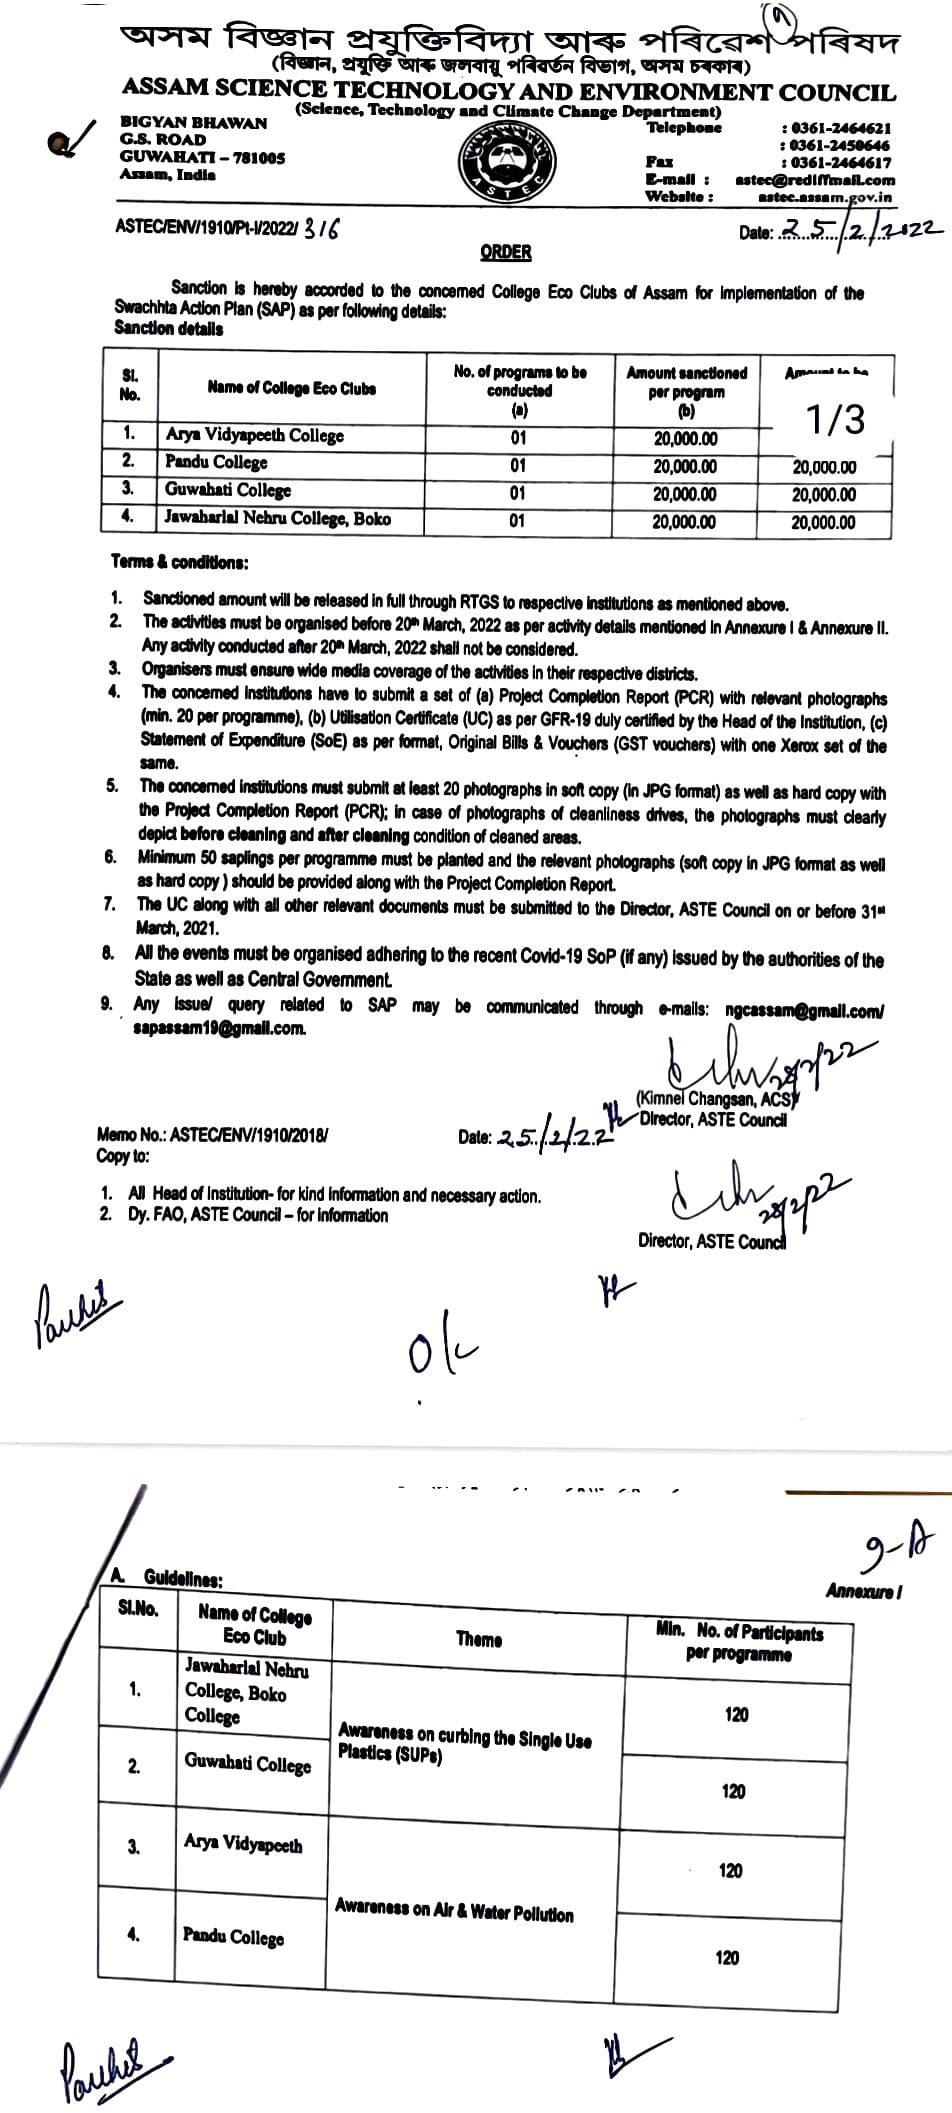 অসম বিজ্ঞান প্ৰযুক্তিবিদ্যা আৰু পৰিৱেশ পৰিষদ
(বিজ্ঞান, প্ৰযুক্তি আৰু জলবায়ু পৰিবৰ্তন বিভাগ, অসম চৰকাৰ)
ASSAM SCIENCE TECHNOLOGY AND ENVIRONMENT COUNCIL
(Science, Technology and Climate Change Department)
BIGYAN BHAWAN
G.S. ROAD
GUWAHATI – 781005
Assam, India
ASTEC
Telephone : 0361-2464621
: 0361-2450646
Fax : 0361-2464617
E-mail : astec@rediffmail.com
Website : astec.assam.gov.in
ASTEC/ENV/1910/Pt-I/2022/ 316
Date: 25/2/2022
ORDER
Sanction is hereby accorded to the concerned College Eco Clubs of Assam for implementation of the
Swachhta Action Plan (SAP) as per following details:
Sanction details
Sl. No. Name of College Eco Clubs No. of programs to be conducted (a) Amount sanctioned per program (b) Amount to be
1/3
1. Arya Vidyapeeth College 01 20,000.00
2. Pandu College 01 20,000.00 20,000.00
3. Guwahati College 01 20,000.00 20,000.00
4. Jawaharlal Nehru College, Boko 01 20,000.00 20,000.00
Terms & conditions:
1. Sanctioned amount will be released in full through RTGS to respective institutions as mentioned above.
2. The activities must be organised before 20th March, 2022 as per activity details mentioned in Annexure I & Annexure II.
Any activity conducted after 20th March, 2022 shall not be considered.
3. Organisers must ensure wide media coverage of the activities in their respective districts.
4. The concerned institutions have to submit a set of (a) Project Completion Report (PCR) with relevant photographs
(min. 20 per programme), (b) Utilisation Certificate (UC) as per GFR-19 duly certified by the Head of the Institution, (c)
Statement of Expenditure (SoE) as per format, Original Bills & Vouchers (GST vouchers) with one Xerox set of the
same.
5. The concerned institutions must submit at least 20 photographs in soft copy (in JPG format) as well as hard copy with
the Project Completion Report (PCR); in case of photographs of cleanliness drives, the photographs must clearly
depict before cleaning and after cleaning condition of cleaned areas.
6. Minimum 50 saplings per programme must be planted and the relevant photographs (soft copy in JPG format as well
as hard copy ) should be provided along with the Project Completion Report.
7. The UC along with all other relevant documents must be submitted to the Director, ASTE Council on or before 31st
March, 2021.
8. All the events must be organised adhering to the recent Covid-19 SoP (if any) issued by the authorities of the
State as well as Central Government.
9. Any issue/ query related to SAP may be communicated through e-mails: ngcassam@gmail.com/
sapassam19@gmail.com.
28/2/22
(Kimnei Changsan, ACS)
Director, ASTE Council
Memo No.: ASTEC/ENV/1910/2018/
Date: 25/2/22
Copy to:
1. All Head of Institution- for kind information and necessary action.
2. Dy. FAO, ASTE Council – for information
28/2/22
Director, ASTE Council
O/c
9-A
Annexure I
A. Guidelines:
Sl.No. Name of College Eco Club Theme Min. No. of Participants per programme
1. Jawaharlal Nehru College, Boko College Awareness on curbing the Single Use Plastics (SUPs) 120
2. Guwahati College 120
3. Arya Vidyapeeth Awareness on Air & Water Pollution 120
4. Pandu College 120